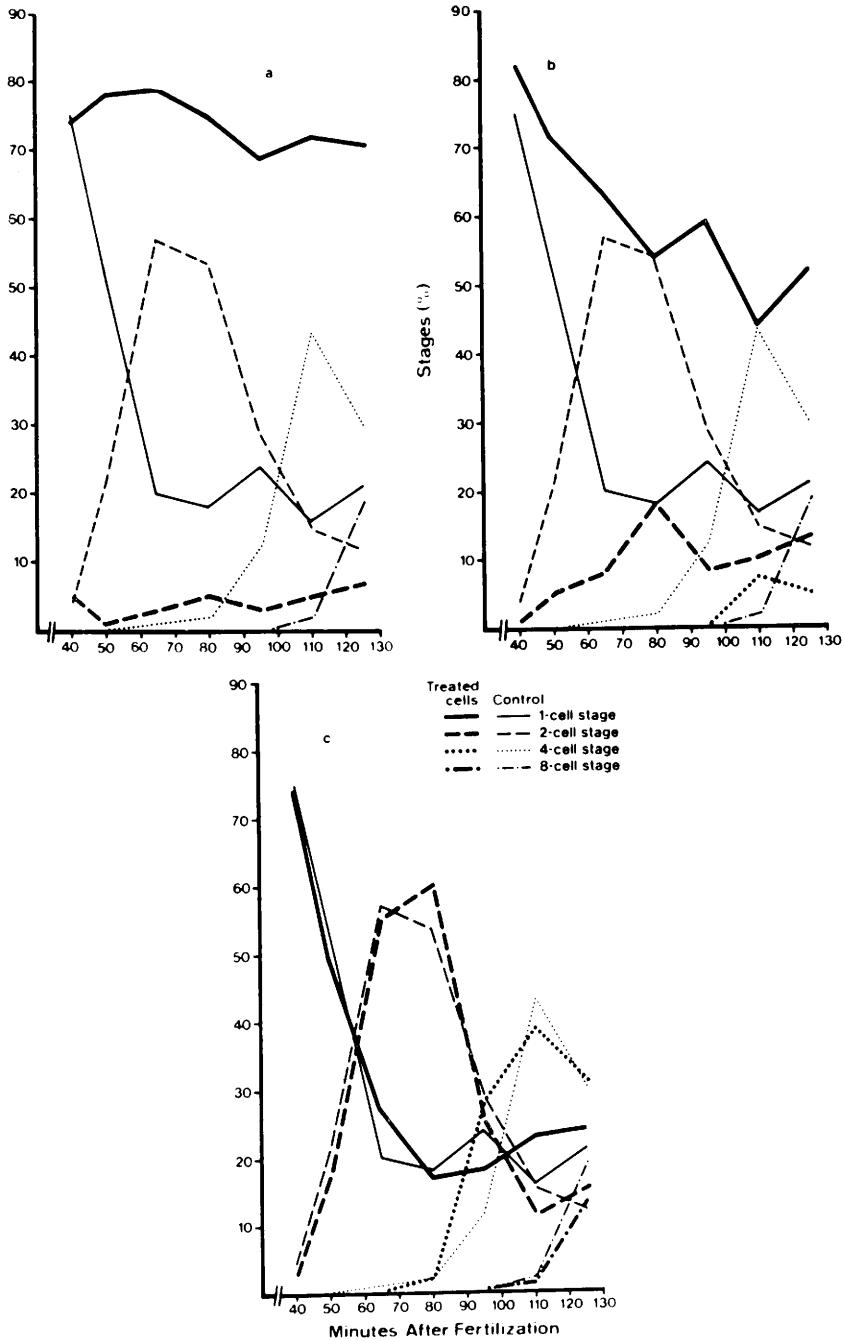 90
80
70
60
50
40
30
20
10
a
40 50 60 70 80 90 100 110 120 130
90
80
70
60
50
40
30
20
10
b
Stages (%)
40 50 60 70 80 90 100 110 120 130
Treated cells Control
1-cell stage
2-cell stage
4-cell stage
8-cell stage
90
80
70
60
50
40
30
20
10
c
40 50 60 70 80 90 100 110 120 130
Minutes After Fertilization